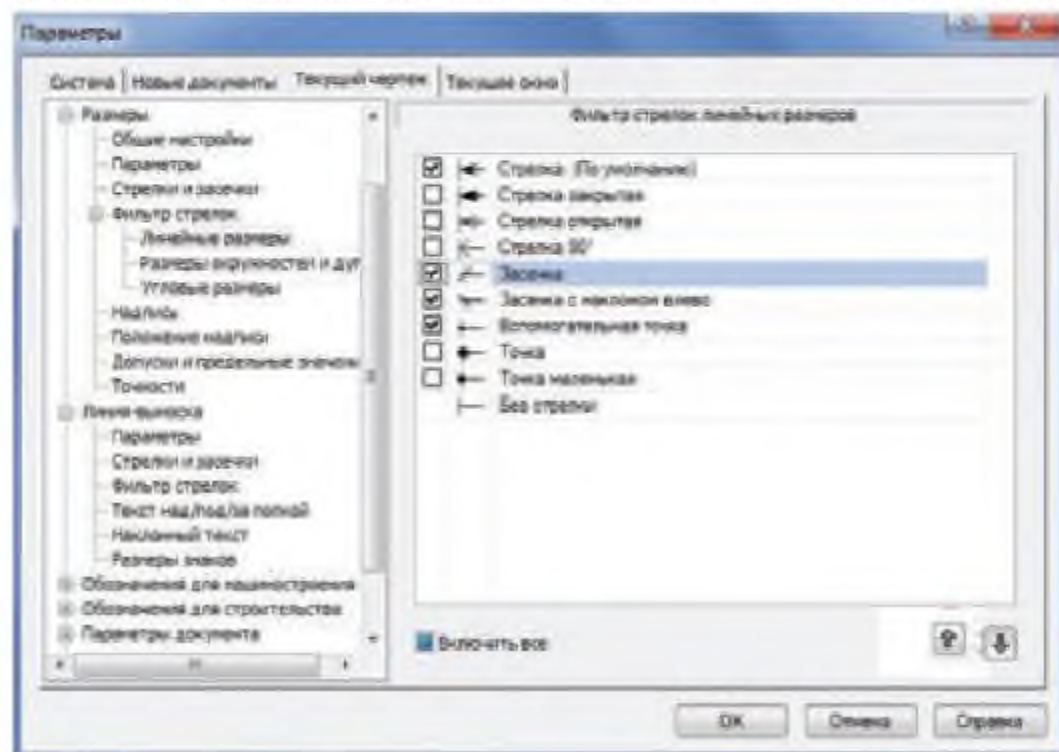 Параметры
Система
Новые документы
Текущий чертеж
Текущее окно
Размеры
Общие настройки
Параметры
Стрелки и засечки
Фильтр стрелок
Линейные размеры
Размеры окружностей и дуг
Угловые размеры
Надпись
Положение надписи
Допуски и предельные значени
Точности
Линия-выноска
Параметры
Стрелки и засечки
Фильтр стрелок
Текст над/под/за полкой
Наклонный текст
Размеры знаков
Обозначения для машиностроения
Обозначения для строительства
Параметры документа
Фильтр стрелок линейных размеров
Стрелка (По умолчанию)
Стрелка закрытая
Стрелка открытая
Стрелка 90°
Засечка
Засечка с наклоном влево
Вспомогательная точка
Точка
Точка маленькая
Без стрелки
Включить все
OK
Отмена
Справка